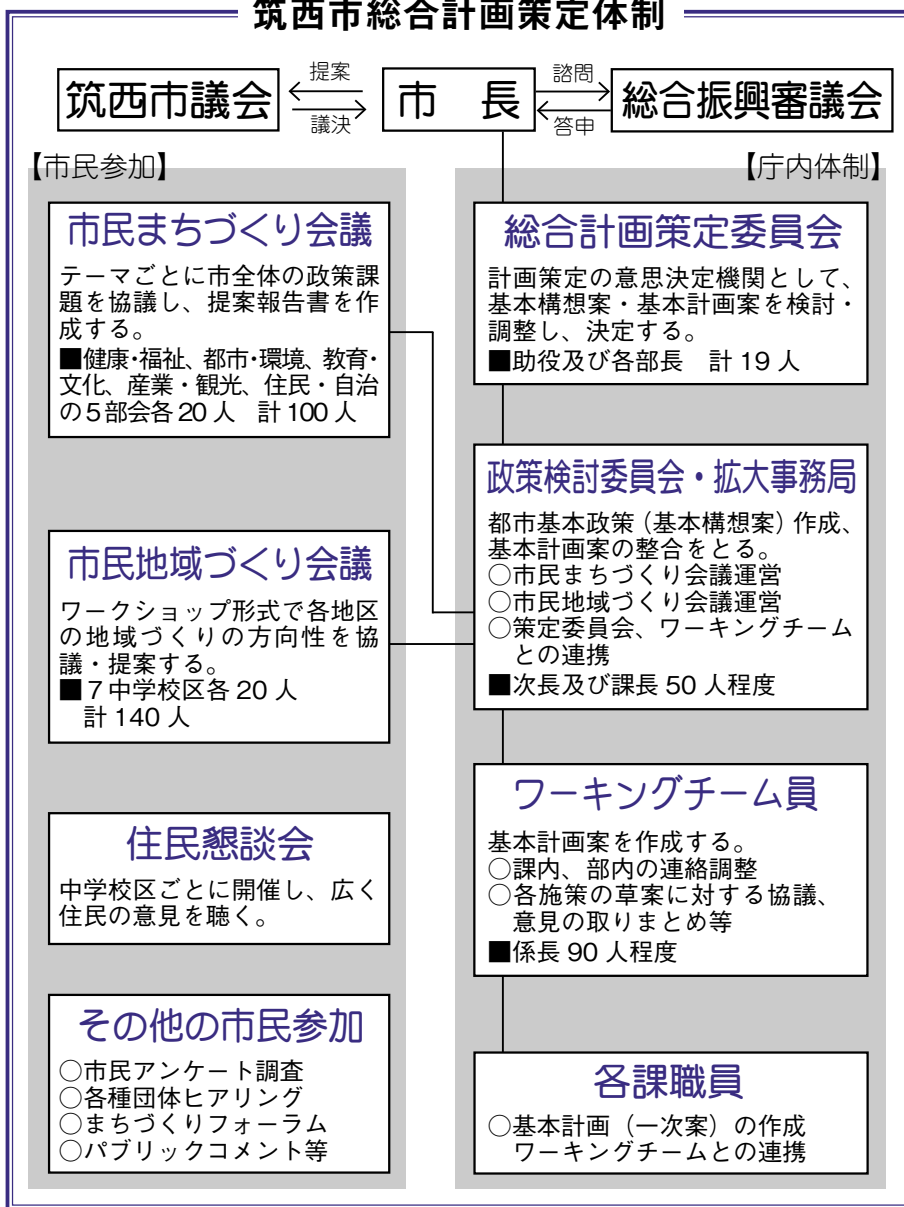 筑西市総合計画策定体制
筑西市議会
提案
議決
市 長
諮問
答申
総合振興審議会
【市民参加】
市民まちづくり会議
テーマごとに市全体の政策課
題を協議し、提案報告書を作
成する。
■健康・福祉、都市・環境、教育・
文化、産業・観光、住民・自治
の5部会各20人 計100人
市民地域づくり会議
ワークショップ形式で各地区
の地域づくりの方向性を協
議・提案する。
■7中学校区各20人
計140人
住民懇談会
中学校区ごとに開催し、広く
住民の意見を聴く。
その他の市民参加
○市民アンケート調査
○各種団体ヒアリング
○まちづくりフォーラム
○パブリックコメント等
【庁内体制】
総合計画策定委員会
計画策定の意思決定機関として、
基本構想案・基本計画案を検討・
調整し、決定する。
■助役及び各部長 計19人
政策検討委員会・拡大事務局
都市基本政策（基本構想案）作成、
基本計画案の整合をとる。
○市民まちづくり会議運営
○市民地域づくり会議運営
○策定委員会、ワーキングチーム
との連携
■次長及び課長50人程度
ワーキングチーム員
基本計画案を作成する。
○課内、部内の連絡調整
○各施策の草案に対する協議、
意見の取りまとめ等
■係長90人程度
各課職員
○基本計画（一次案）の作成
ワーキングチームとの連携